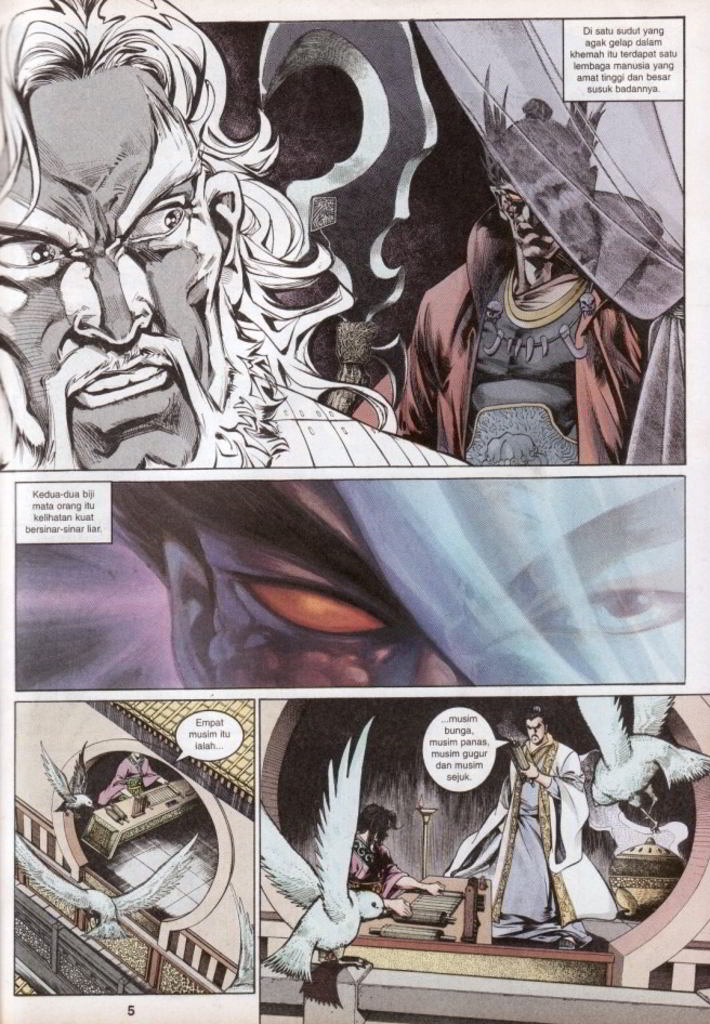 Di satu sudut yang
agak gelap dalam
khemah itu terdapat satu
lembaga manusia yang
amat tinggi dan besar
susuk badannya.
Kedua-dua biji
mata orang itu
kelihatan kuat
bersinar-sinar liar.
Empat
musim itu
ialah...
...musim
bunga,
musim panas,
musim gugur
dan musim
sejuk.
5